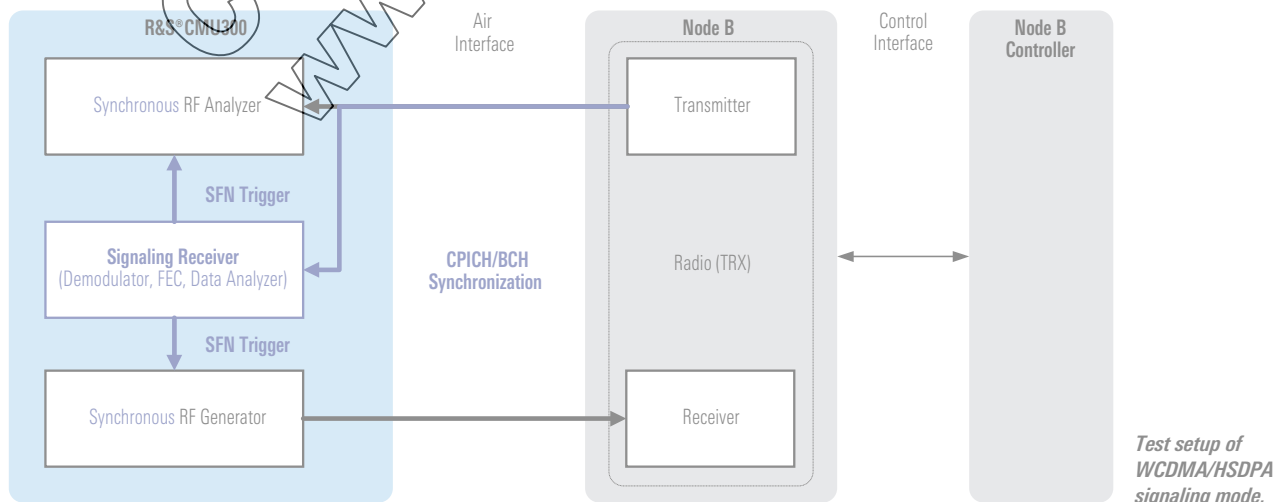 R&S®CMU300
Air
Interface
Node B
Control
Interface
Node B
Controller
Synchronous RF Analyzer
Transmitter
SFN Trigger
Signaling Receiver
(Demodulator, FEC, Data Analyzer)
CPICH/BCH
Synchronization
Radio (TRX)
SFN Trigger
Synchronous RF Generator
Receiver
Test setup of
WCDMA/HSDPA
signaling mode.